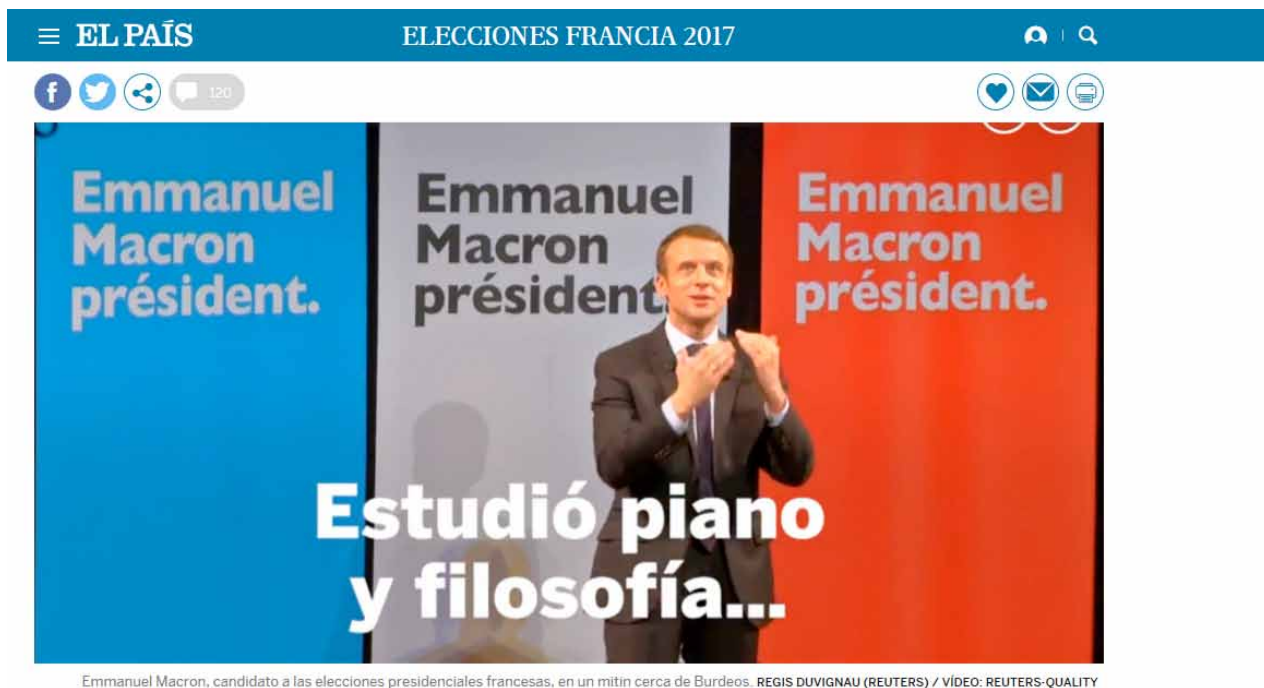 EL PAÍS
ELECCIONES FRANCIA 2017
120
Emmanuel
Macron
président.
Emmanuel
Macron
président.
Emmanuel
Macron
président.
Estudió piano
y filosofía...
Emmanuel Macron, candidato a las elecciones presidenciales francesas, en un mitin cerca de Burdeos. REGIS DUVIGNAU (REUTERS) / VÍDEO: REUTERS-QUALITY